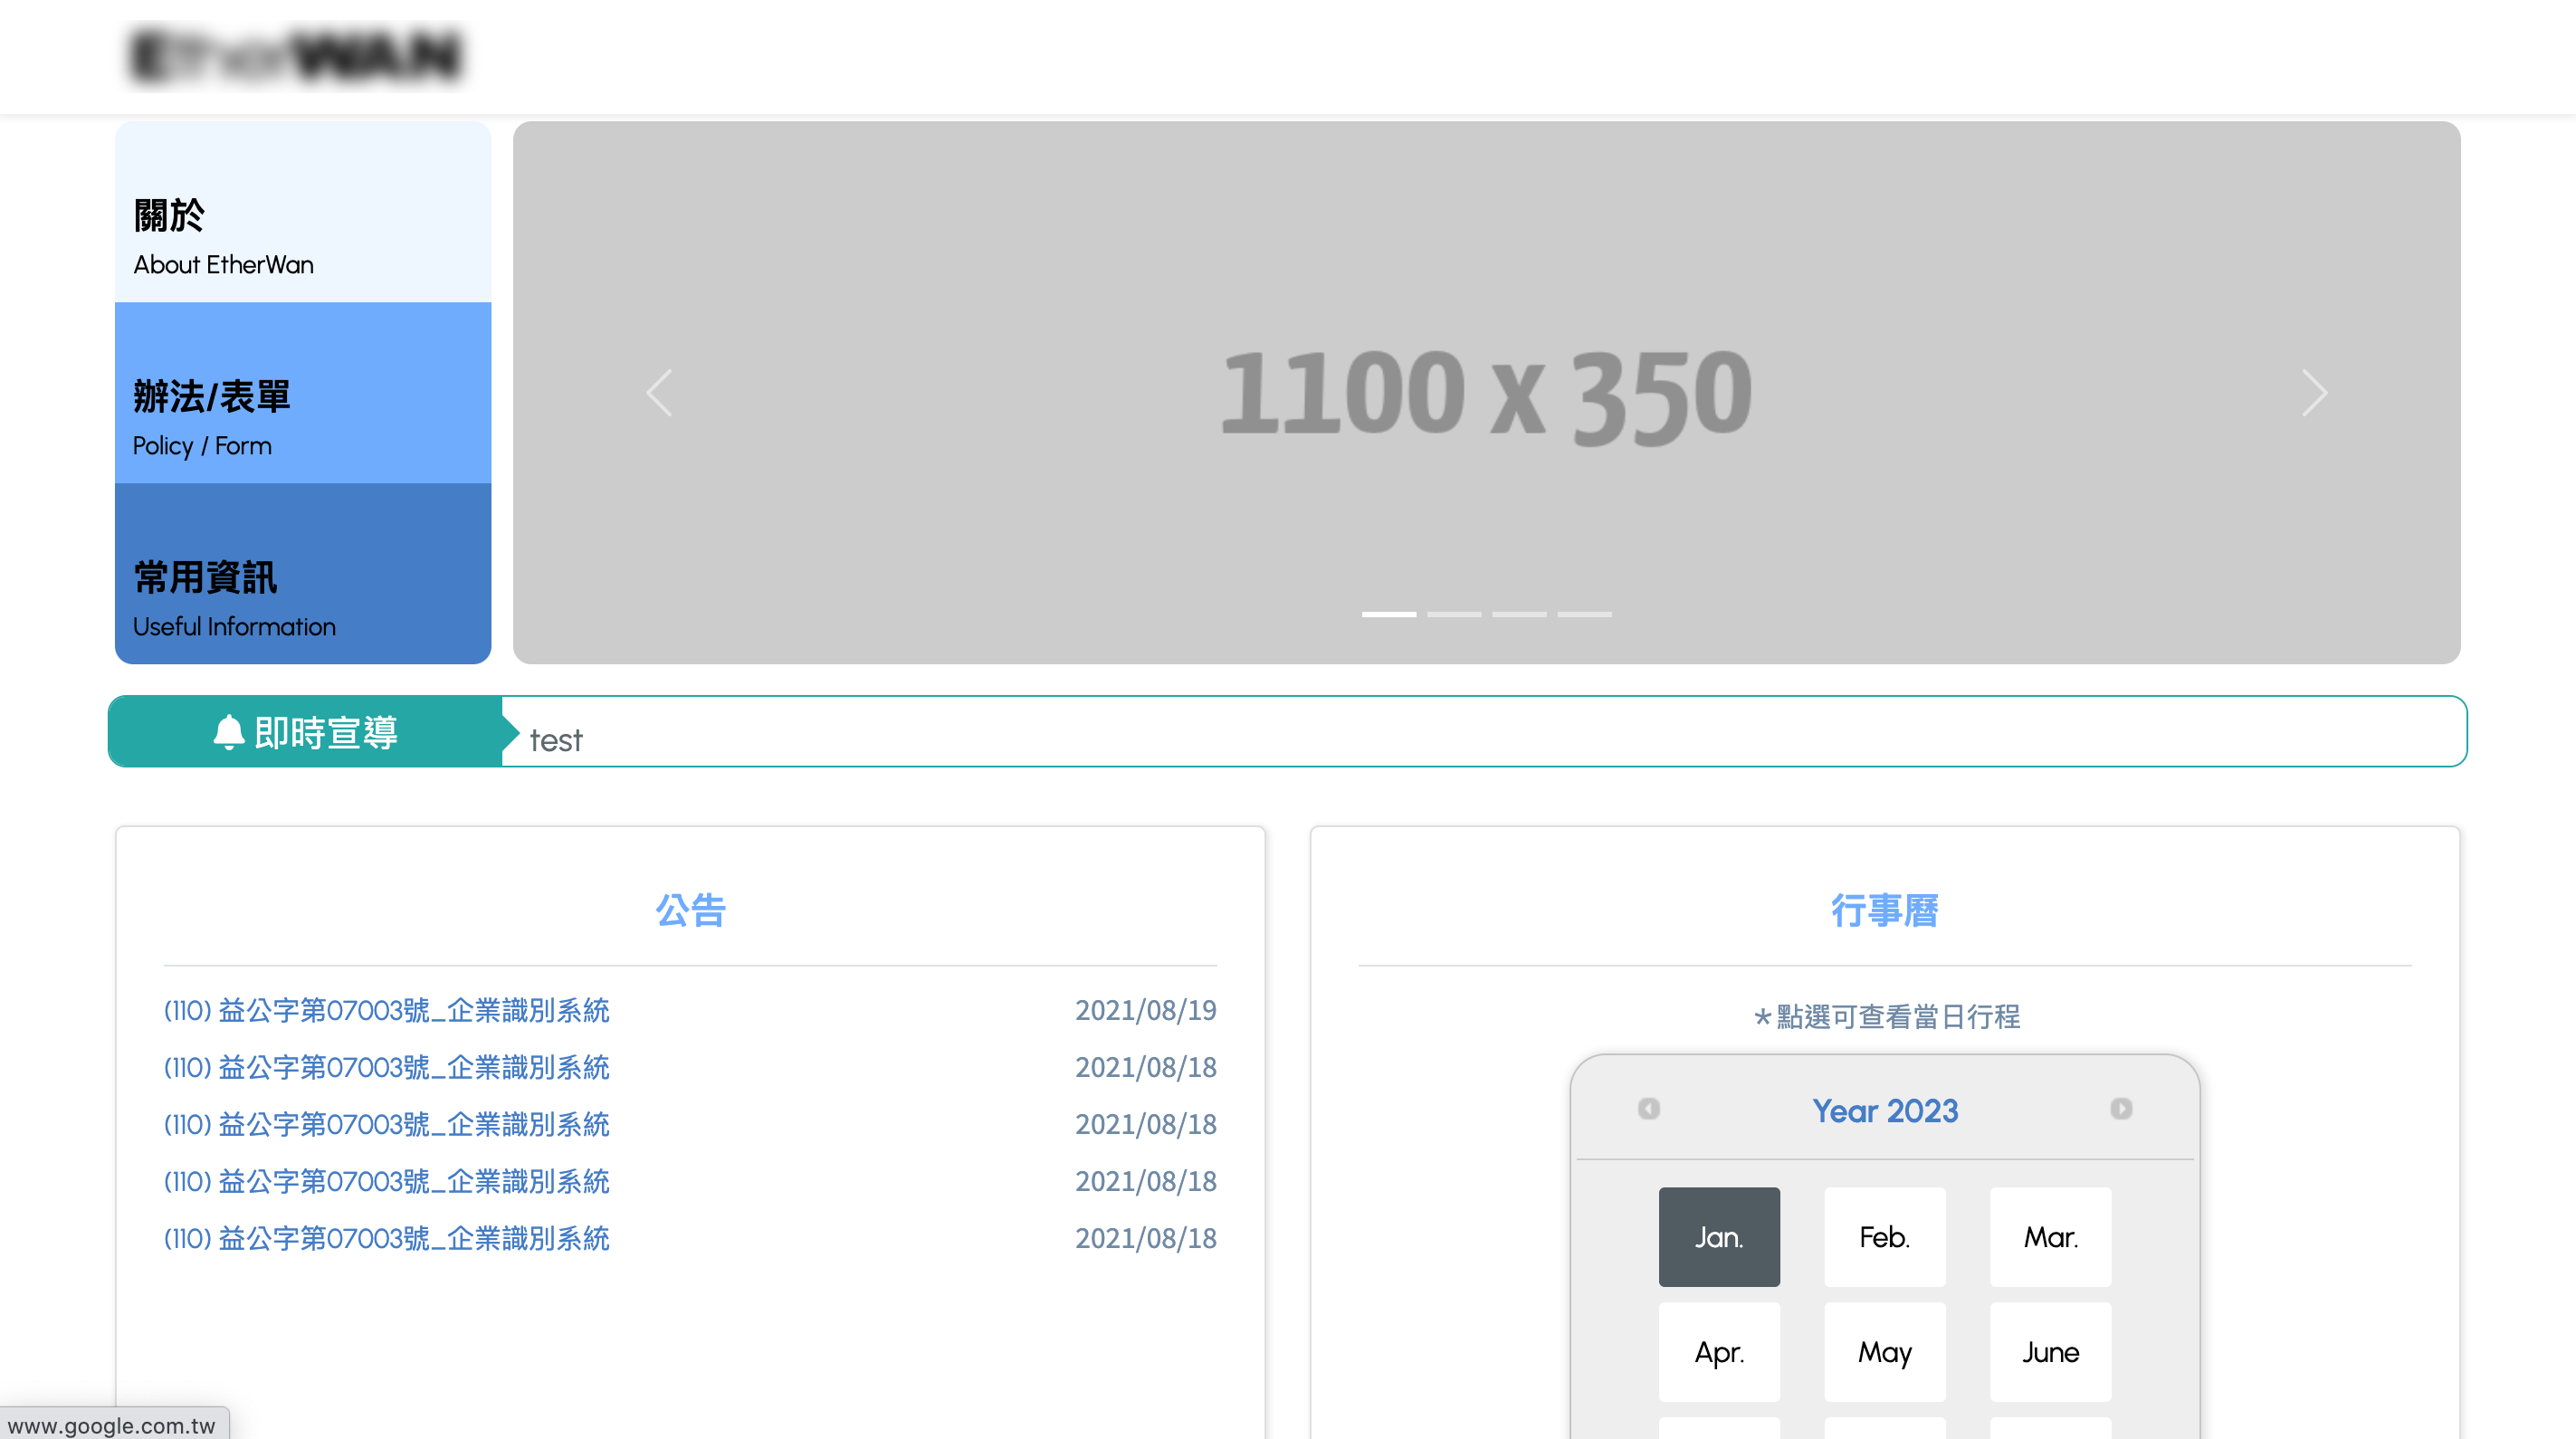 EtherWAN
關於
About EtherWan
辦法/表單
Policy / Form
常用資訊
Useful Information
1100 x 350
即時宣導
test
公告
(110) 益公字第07003號_企業識別系統 2021/08/19
(110) 益公字第07003號_企業識別系統 2021/08/18
(110) 益公字第07003號_企業識別系統 2021/08/18
(110) 益公字第07003號_企業識別系統 2021/08/18
(110) 益公字第07003號_企業識別系統 2021/08/18
行事曆
*點選可查看當日行程
Year 2023
Jan. Feb. Mar.
Apr. May June
www.google.com.tw